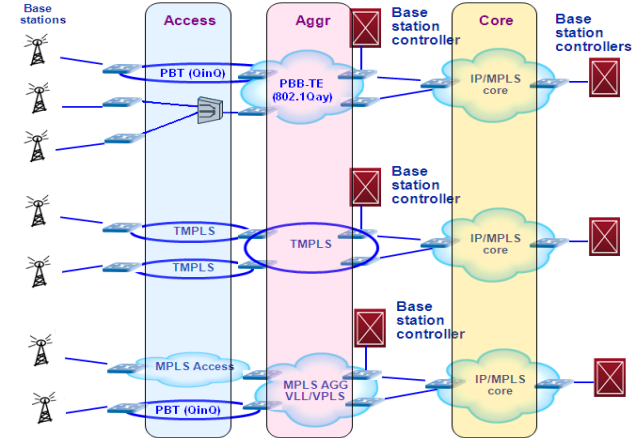 Base
stations
Access
Aggr
Base
station
controller
Core
Base
station
controllers
PBT (QinQ)
PBB-TE
(802.1Qay)
IP/MPLS
core
Base
station
controller
TMPLS
TMPLS
TMPLS
IP/MPLS
core
Base
station
controller
MPLS Access
MPLS AGG
VLL/VPLS
IP/MPLS
core
PBT (QinQ)